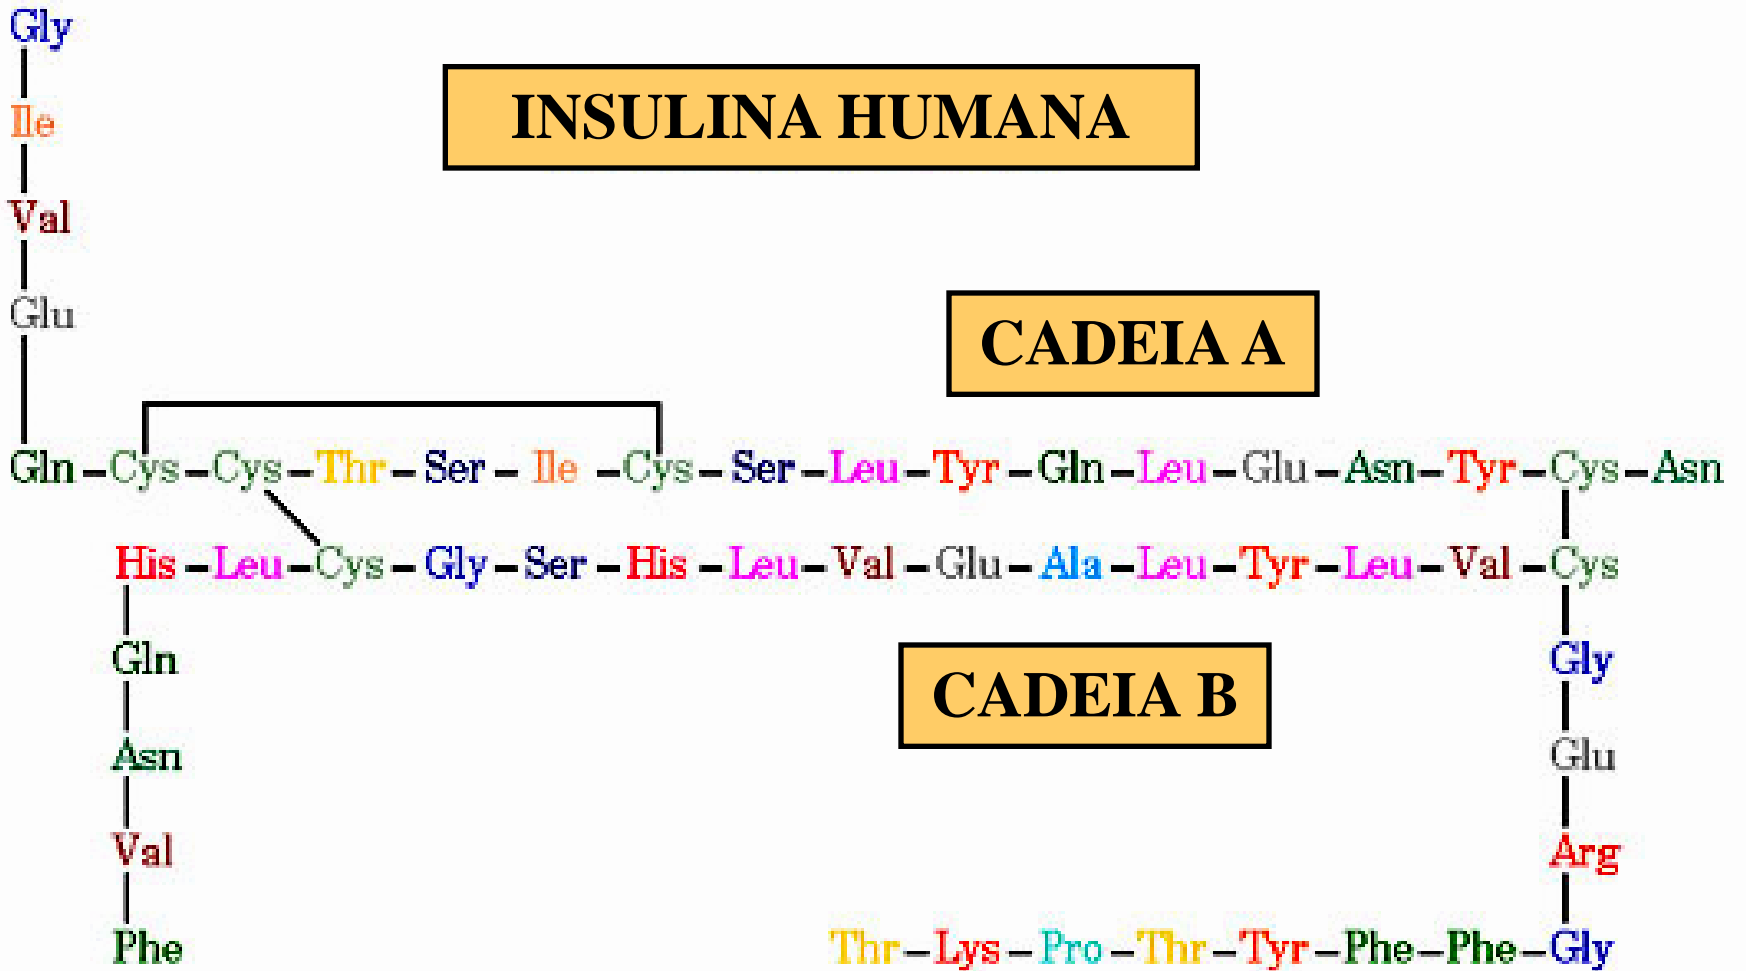 Gly
INSULINA HUMANA
Ile
Val
Glu
CADEIA A
Gln – Cys – Cys – Thr – Ser – Ile – Cys – Ser – Leu – Tyr – Gln – Leu – Glu – Asn – Tyr – Cys – Asn
His – Leu – Cys – Gly – Ser – His – Leu – Val – Glu – Ala – Leu – Tyr – Leu – Val – Cys
Gln Gly
CADEIA B
Asn Glu
Val Arg
Phe Thr – Lys – Pro – Thr – Tyr – Phe – Phe – Gly